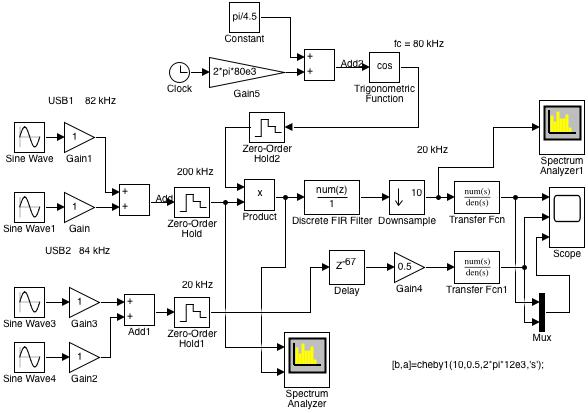 pi/4.5
Constant
+
+
Add2
fc = 80 kHz
cos
Trigonometric
Function
2*pi*80e3
Clock
Gain5
USB1 82 kHz
Zero-Order
Hold2
20 kHz
Spectrum
Analyzer1
1
Sine Wave
Gain1
200 kHz
+
+
Add
Zero-Order
Hold
x
Product
num(z)
1
Discrete FIR Filter
10
Downsample
num(s)
den(s)
Transfer Fcn
Scope
1
Sine Wave1
Gain
USB2 84 kHz
Z-67
Delay
0.5
Gain4
num(s)
den(s)
Transfer Fcn1
20 kHz
1
Sine Wave3
Gain3
+
+
Add1
Zero-Order
Hold1
Mux
1
Sine Wave4
Gain2
Spectrum
Analyzer
[b,a]=cheby1(10,0.5,2*pi*12e3,'s');